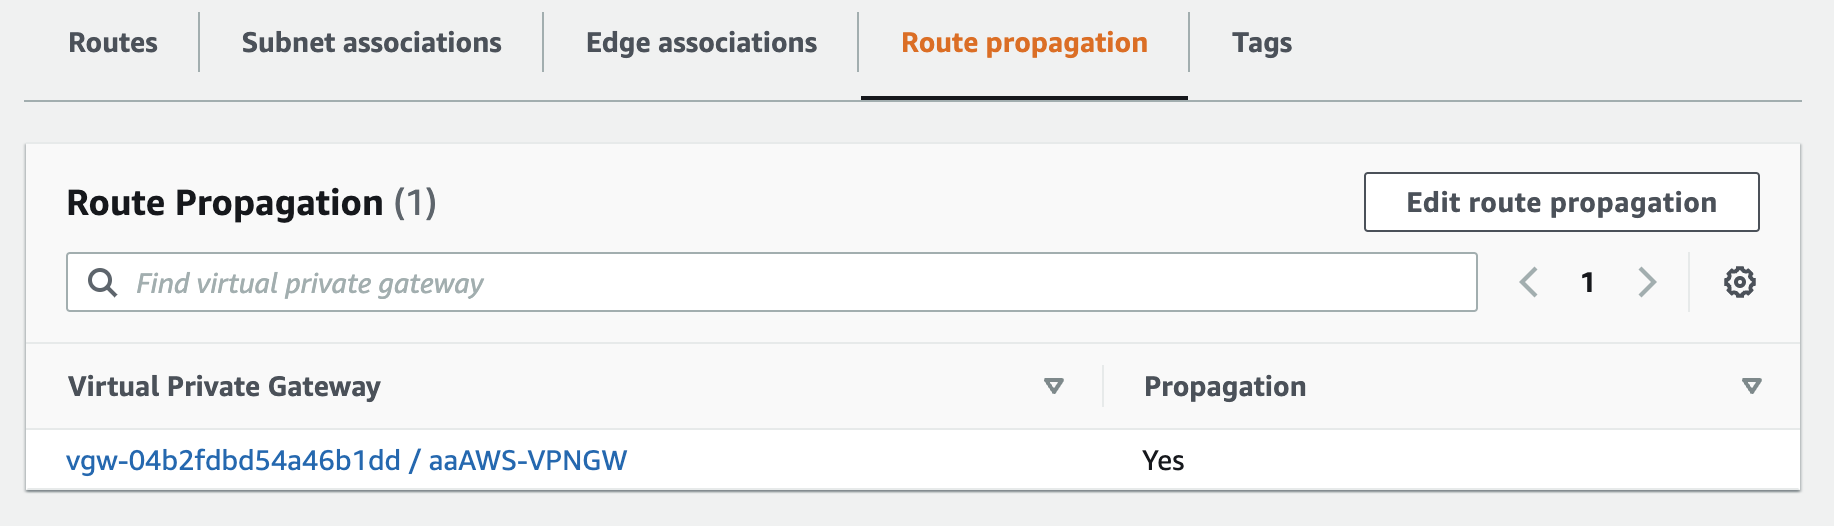 Routes
Subnet associations
Edge associations
Route propagation
Tags
Route Propagation (1)
Edit route propagation
Find virtual private gateway
1
Virtual Private Gateway
Propagation
vgw-04b2fdbd54a46b1dd / aaAWS-VPNGW
Yes